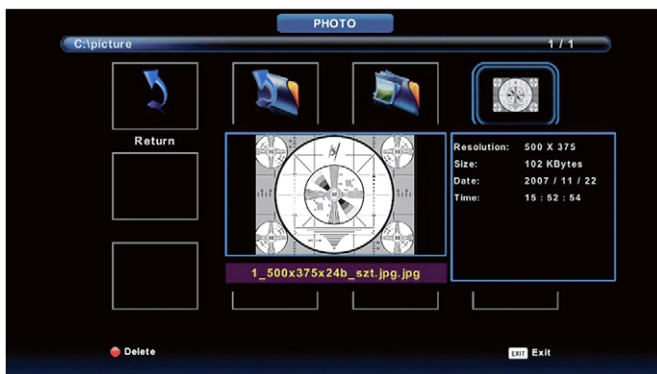 PHOTO
C:\picture 1 / 1
Return
Resolution: 500 X 375
Size: 102 KBytes
Date: 2007 / 11 / 22
Time: 15 : 52 : 54
1_500x375x24b_szt.jpg.jpg
Delete
EXIT Exit